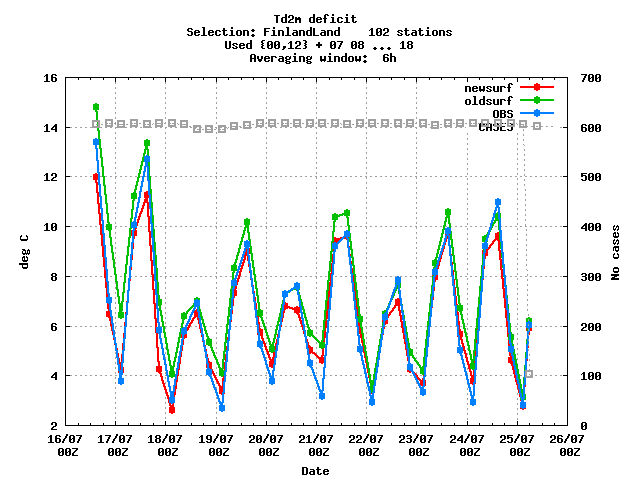 Td2m deficit
Selection: FinlandLand    102 stations
Used {00,12} + 07 08 ... 18
Averaging window:  6h
16
14
12
10
8
6
4
2
deg C
700
600
500
400
300
200
100
0
No cases
newsurf
oldsurf
OBS
CASES
16/07 17/07 18/07 19/07 20/07 21/07 22/07 23/07 24/07 25/07 26/07
00Z 00Z 00Z 00Z 00Z 00Z 00Z 00Z 00Z 00Z 00Z
Date